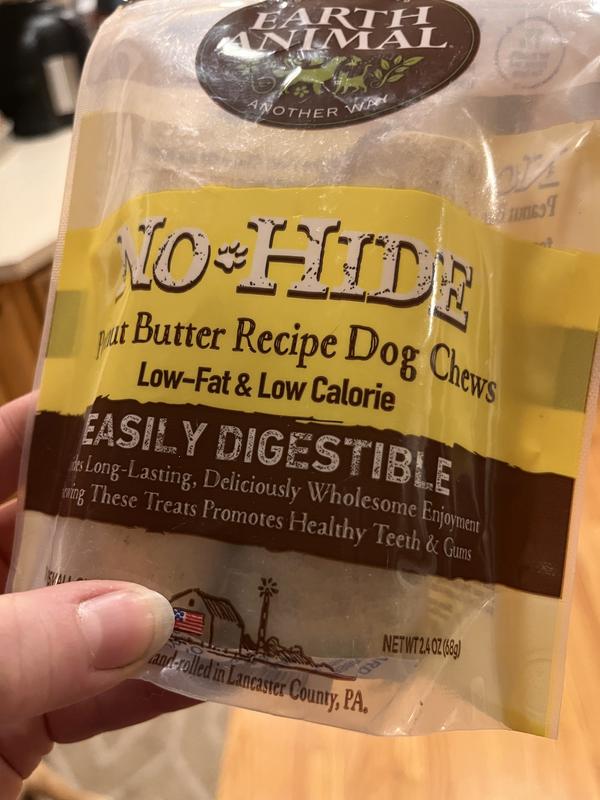 EARTH
ANIMAL
ANOTHER WAY
NO HIDE
Peanut Butter Recipe Dog Chews
Low-Fat & Low Calorie
EASILY DIGESTIBLE
Long-Lasting, Deliciously Wholesome Enjoyment
These Treats Promotes Healthy Teeth & Gums
NET WT 2.4 OZ (68g)
Hand-rolled in Lancaster County, PA.